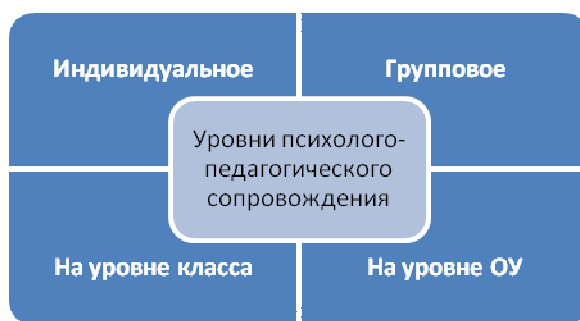 Индивидуальное
Групповое
Уровни психолого-
педагогического
сопровождения
На уровне класса
На уровне ОУ